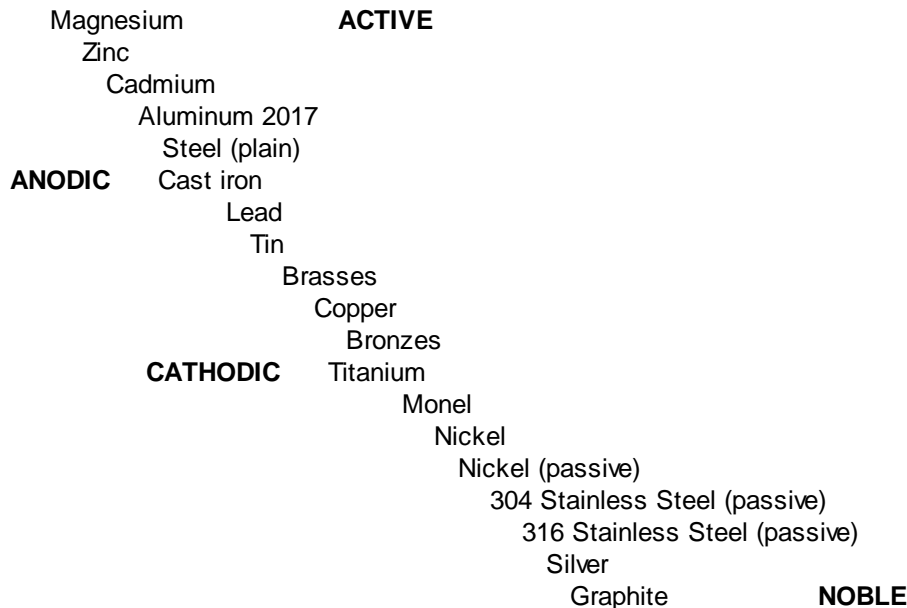 Magnesium ACTIVE
Zinc
Cadmium
Aluminum 2017
Steel (plain)
ANODIC Cast iron
Lead
Tin
Brasses
Copper
Bronzes
CATHODIC Titanium
Monel
Nickel
Nickel (passive)
304 Stainless Steel (passive)
316 Stainless Steel (passive)
Silver
Graphite NOBLE